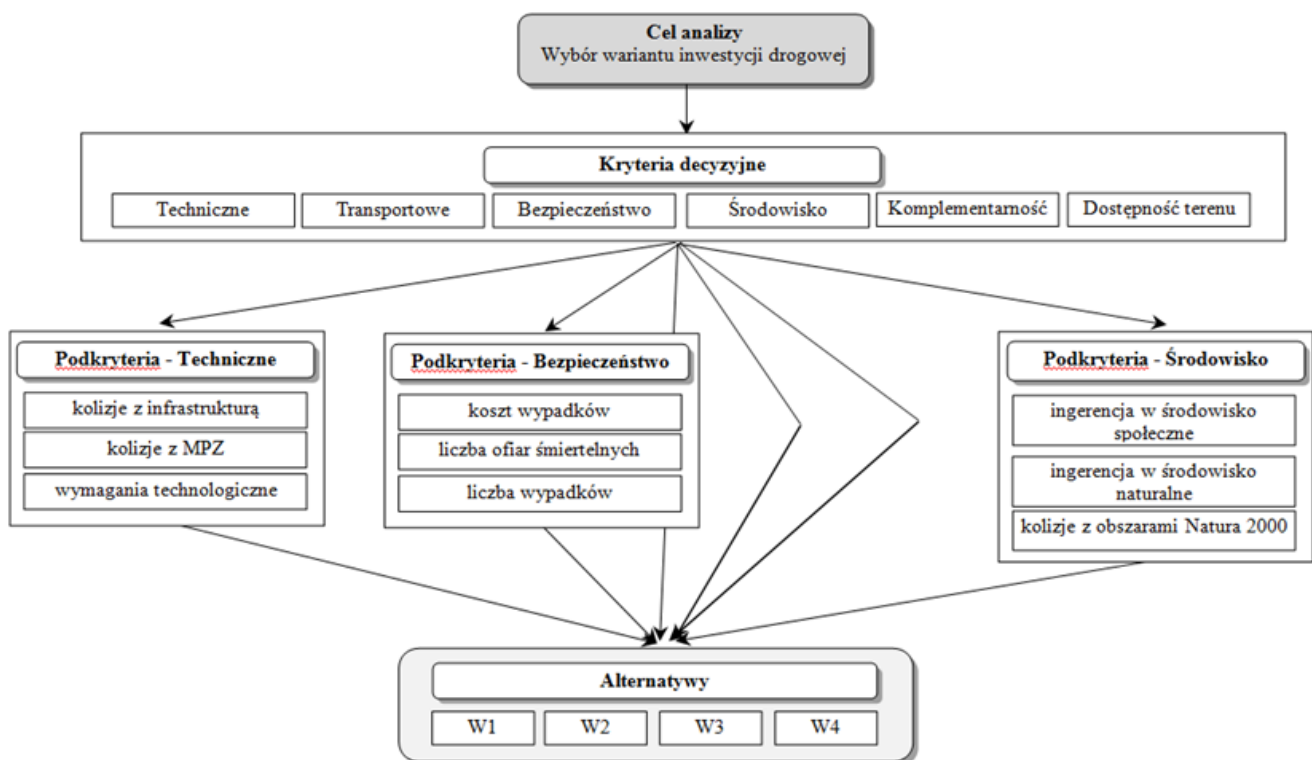 Cel analizy
Wybór wariantu inwestycji drogowej
Kryteria decyzyjne
Techniczne
Transportowe
Bezpieczeństwo
Środowisko
Komplementarność
Dostępność terenu
Podkryteria - Techniczne
kolizje z infrastrukturą
kolizje z MPZ
wymagania technologiczne
Podkryteria - Bezpieczeństwo
koszt wypadków
liczba ofiar śmiertelnych
liczba wypadków
Podkryteria - Środowisko
ingerencja w środowisko
społeczne
ingerencja w środowisko
naturalne
kolizje z obszarami Natura 2000
Alternatywy
W1
W2
W3
W4